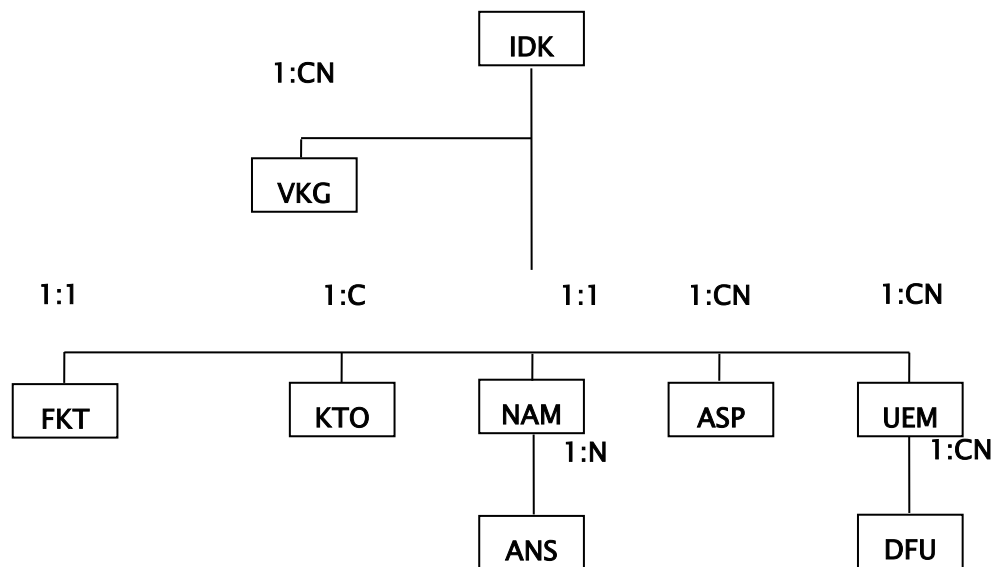 IDK
1:CN
VKG
1:1
1:C
1:1
1:CN
1:CN
FKT
KTO
NAM
ASP
UEM
1:N
1:CN
ANS
DFU